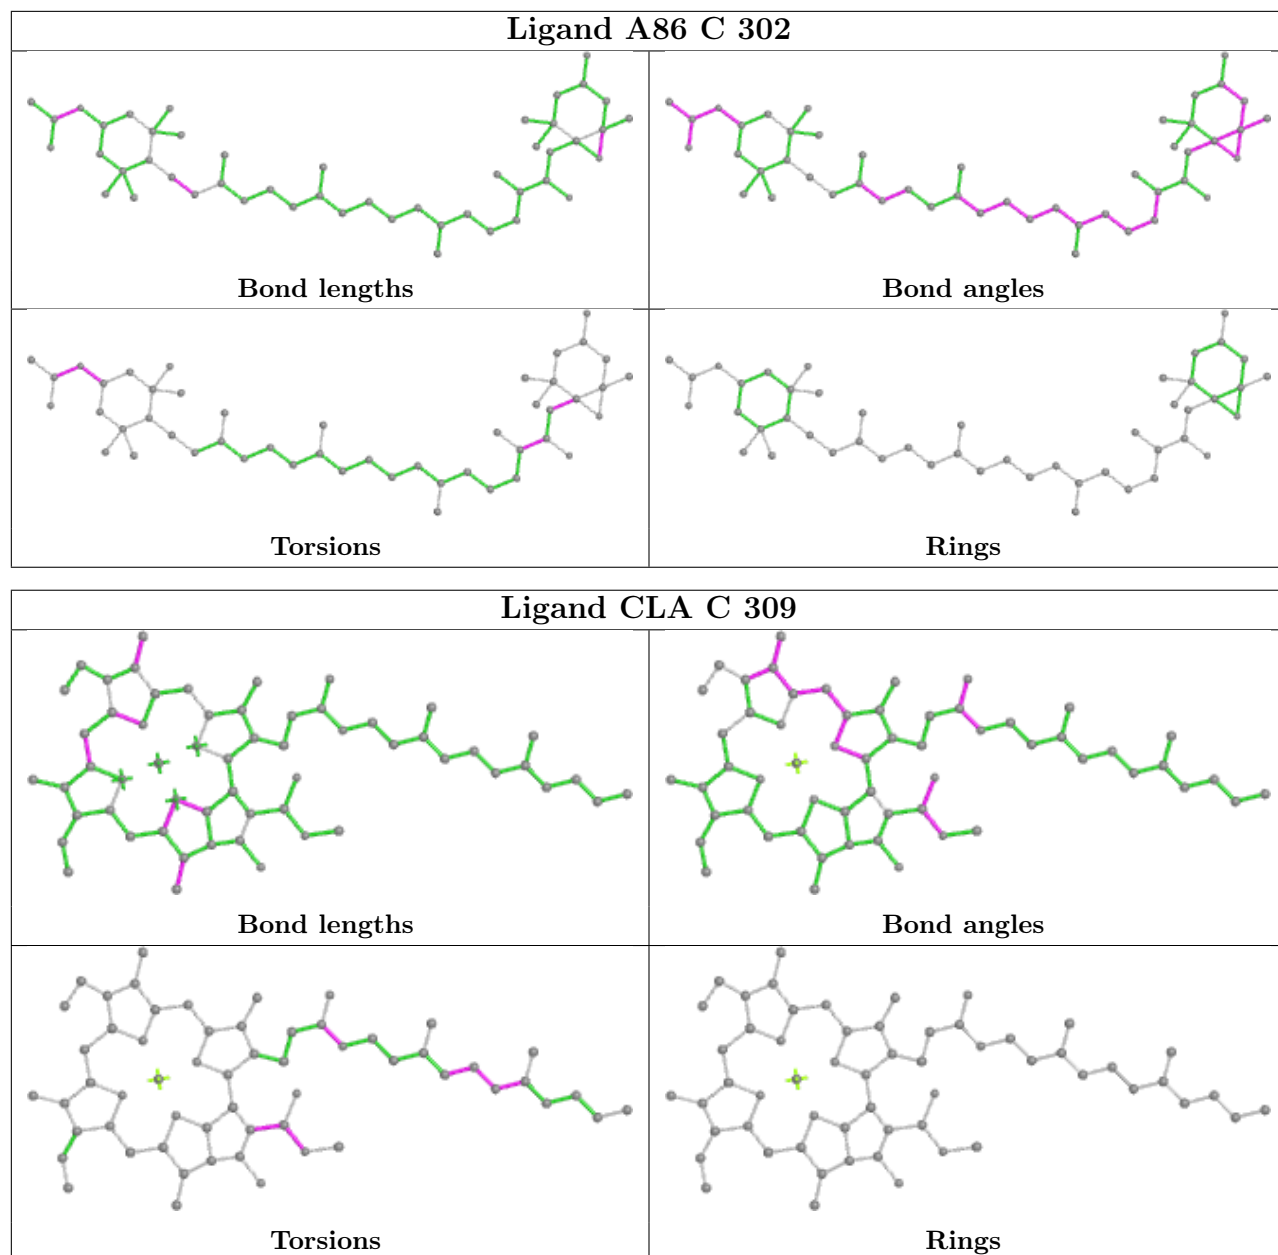 Ligand A86 C 302
Bond lengths
Bond angles
Torsions
Rings
Ligand CLA C 309
Bond lengths
Bond angles
Torsions
Rings